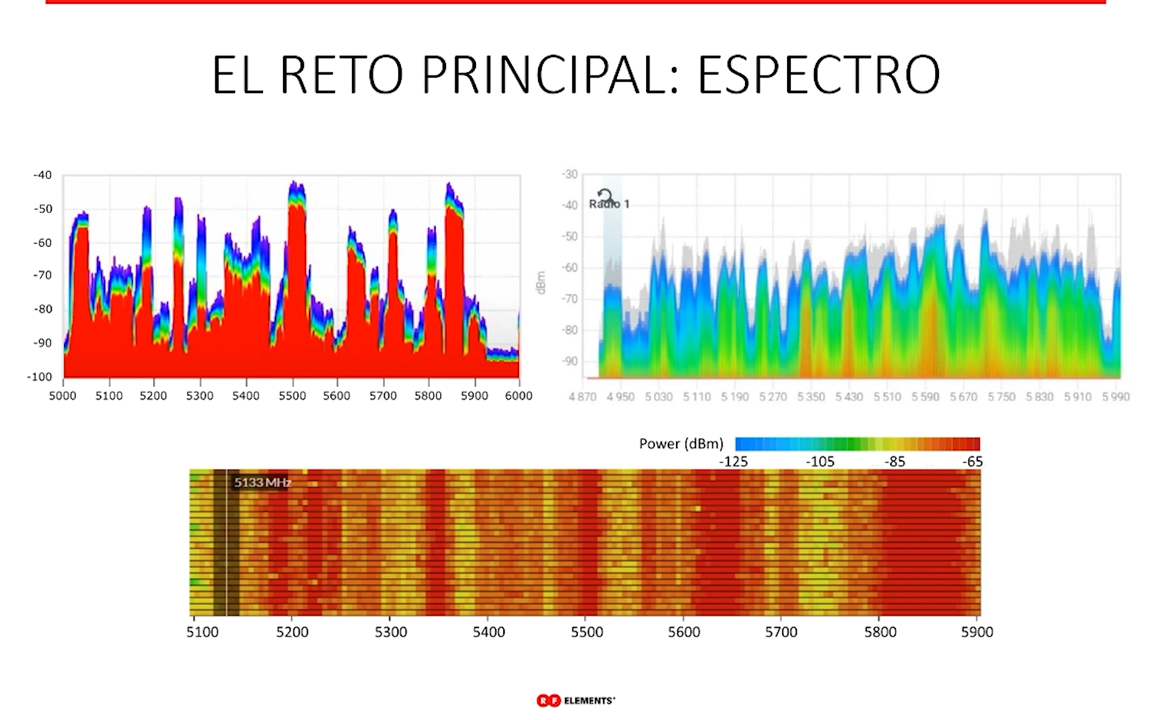 EL RETO PRINCIPAL: ESPECTRO
-40
-50
-60
-70
-80
-90
-100
5000 5100 5200 5300 5400 5500 5600 5700 5800 5900 6000
-30
-40
-50
-60
-70
-80
-90
dBm
Radio 1
4 870 4 950 5 030 5 110 5 190 5 270 5 350 5 430 5 510 5 590 5 670 5 750 5 830 5 910 5 990
Power (dBm)
-125 -105 -85 -65
5133 MHz
5100 5200 5300 5400 5500 5600 5700 5800 5900
RF ELEMENTS